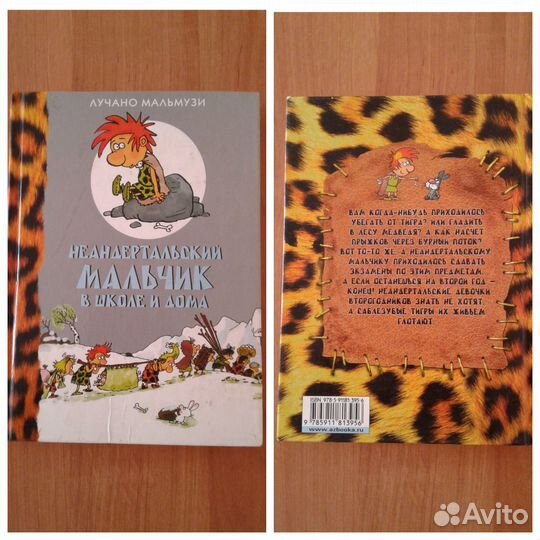 ЛУЧАНО МАЛЬМУЗИ
НЕАНДЕРТАЛЬСКИЙ
МАЛЬЧИК
В ШКОЛЕ И ДОМА
ВАМ КОГДА-НИБУДЬ ПРИХОДИЛОСЬ
УБЕГАТЬ ОТ ТИГРА? ИЛИ ГЛАДИТЬ
В ЛЕСУ МЕДВЕДЯ? А КАК НАСЧЕТ
ПРЫЖКОВ ЧЕРЕЗ БУРНЫЙ ПОТОК?
ВОТ ТО-ТО ЖЕ. А НЕАНДЕРТАЛЬСКОМУ
МАЛЬЧИКУ ПРИХОДИЛОСЬ СДАВАТЬ
ЭКЗАМЕНЫ ПО ЭТИМ ПРЕДМЕТАМ.
А ЕСЛИ ОСТАНЕШЬСЯ НА ВТОРОЙ ГОД –
КОНЕЦ! НЕАНДЕРТАЛЬСКИЕ ДЕВОЧКИ
ВТОРОГОДНИКОВ ЗНАТЬ НЕ ХОТЯТ,
А САБЛЕЗУБЫЕ ТИГРЫ ИХ ЖИВЬЕМ
ГЛОТАЮТ.
ISBN 978-5-91181-395-6
9 785911 813956
www.azbooka.ru
Avito